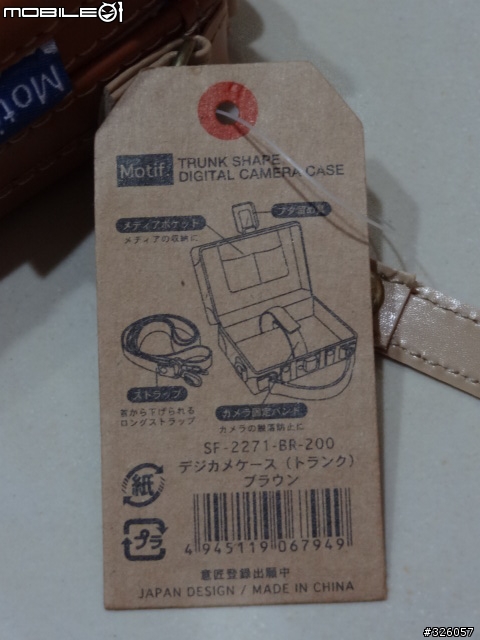 MOBILE01
Motif
Motif.
TRUNK SHAPE
DIGITAL CAMERA CASE
メディアポケット
フタ固定具
メディアの収納に
ストラップ
首から下げられる
ロングストラップ
カメラ固定バンド
カメラの脱落防止に
SF-2271-BR-200
デジカメケース(トランク)
ブラウン
紙
プラ
4 945119 067949
意匠登録出願中
JAPAN DESIGN / MADE IN CHINA
#326057